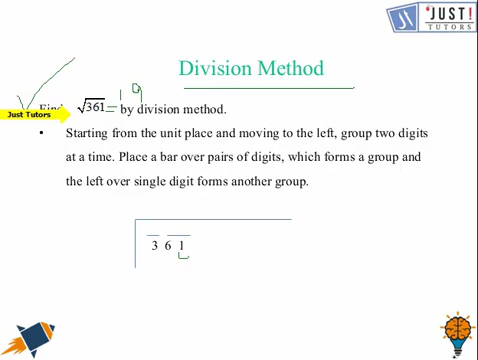 JUST!
TUTORS
Division Method
Find √361 = 19 by division method.
Just Tutors
• Starting from the unit place and moving to the left, group two digits
at a time. Place a bar over pairs of digits, which forms a group and
the left over single digit forms another group.
3 6 1